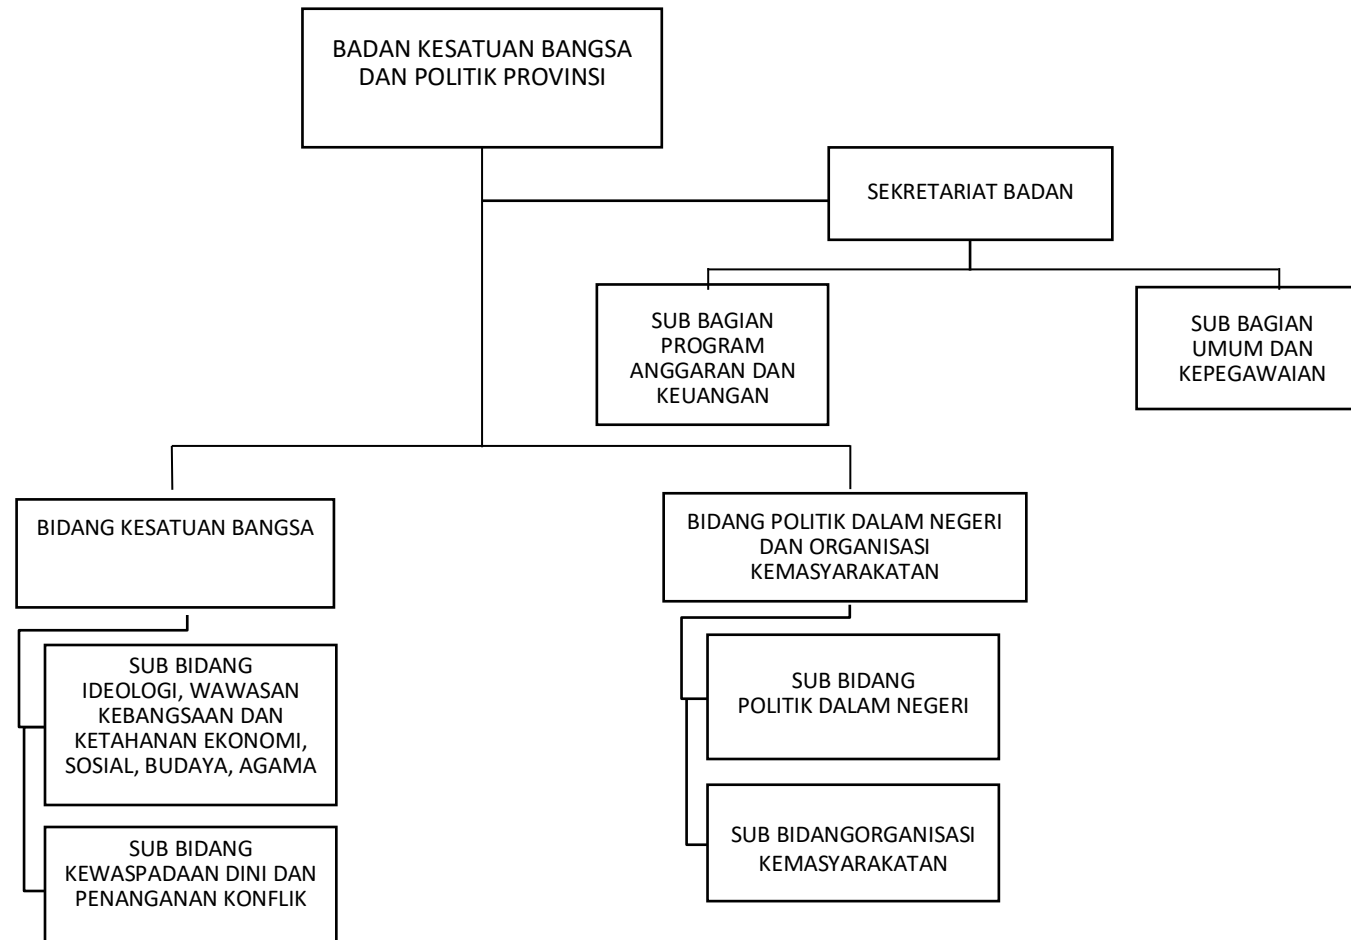 BADAN KESATUAN BANGSA
DAN POLITIK PROVINSI
SEKRETARIAT BADAN
SUB BAGIAN
PROGRAM
ANGGARAN DAN
KEUANGAN
SUB BAGIAN
UMUM DAN
KEPEGAWAIAN
BIDANG KESATUAN BANGSA
BIDANG POLITIK DALAM NEGERI
DAN ORGANISASI
KEMASYARAKATAN
SUB BIDANG
IDEOLOGI, WAWASAN
KEBANGSAAN DAN
KETAHANAN EKONOMI,
SOSIAL, BUDAYA, AGAMA
SUB BIDANG
POLITIK DALAM NEGERI
SUB BIDANG
KEWASPADAAN DINI DAN
PENANGANAN KONFLIK
SUB BIDANGORGANISASI
KEMASYARAKATAN